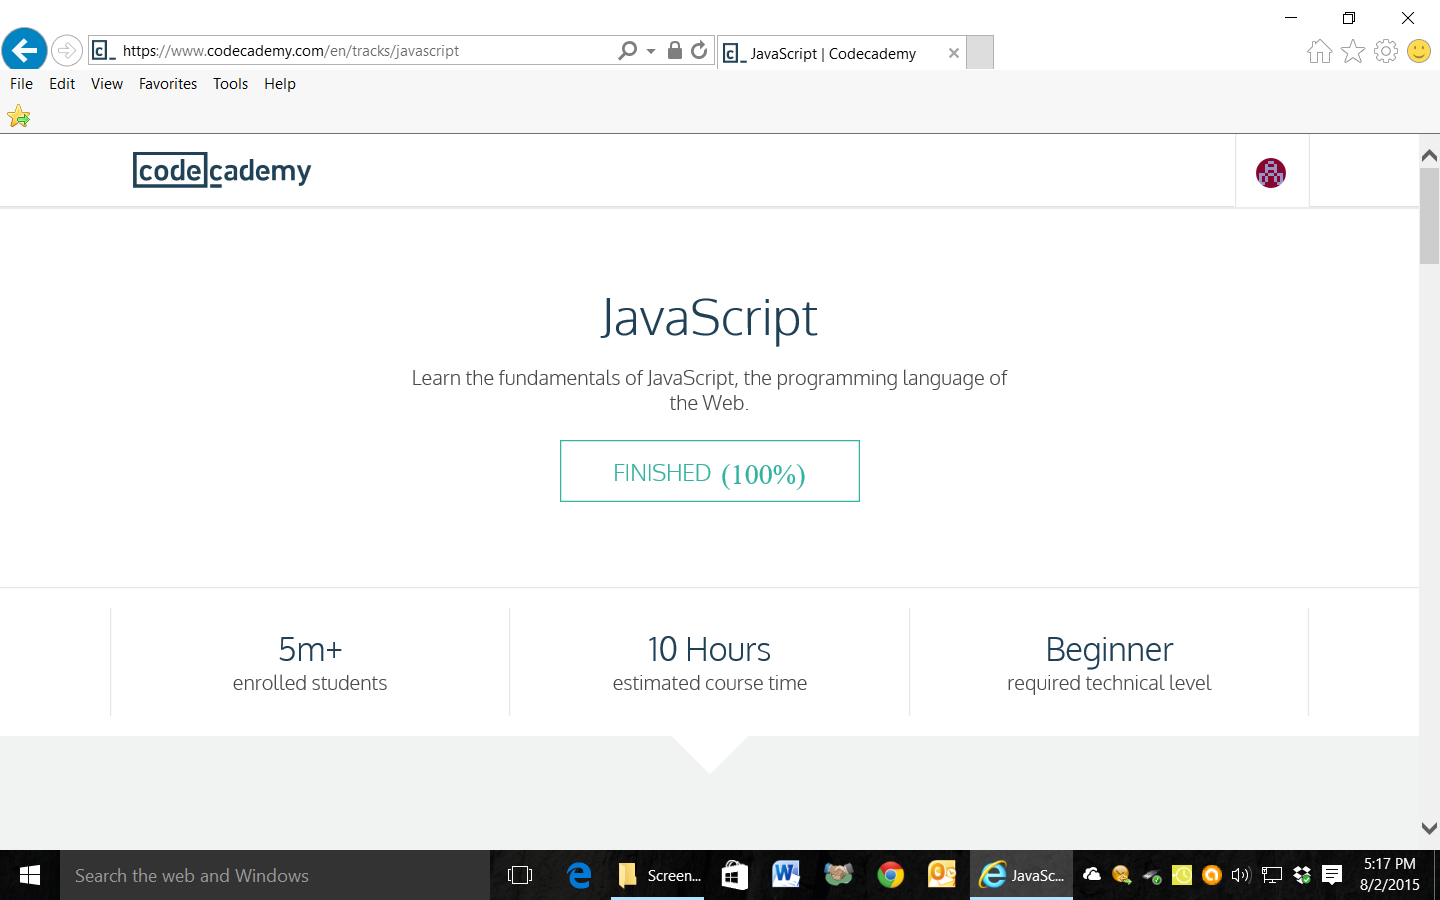 https://www.codecademy.com/en/tracks/javascript
c_ JavaScript | Codecademy
File Edit View Favorites Tools Help
codecademy
JavaScript
Learn the fundamentals of JavaScript, the programming language of
the Web.
FINISHED (100%)
5m+
enrolled students
10 Hours
estimated course time
Beginner
required technical level
Search the web and Windows
Screen...
JavaSc...
5:17 PM
8/2/2015